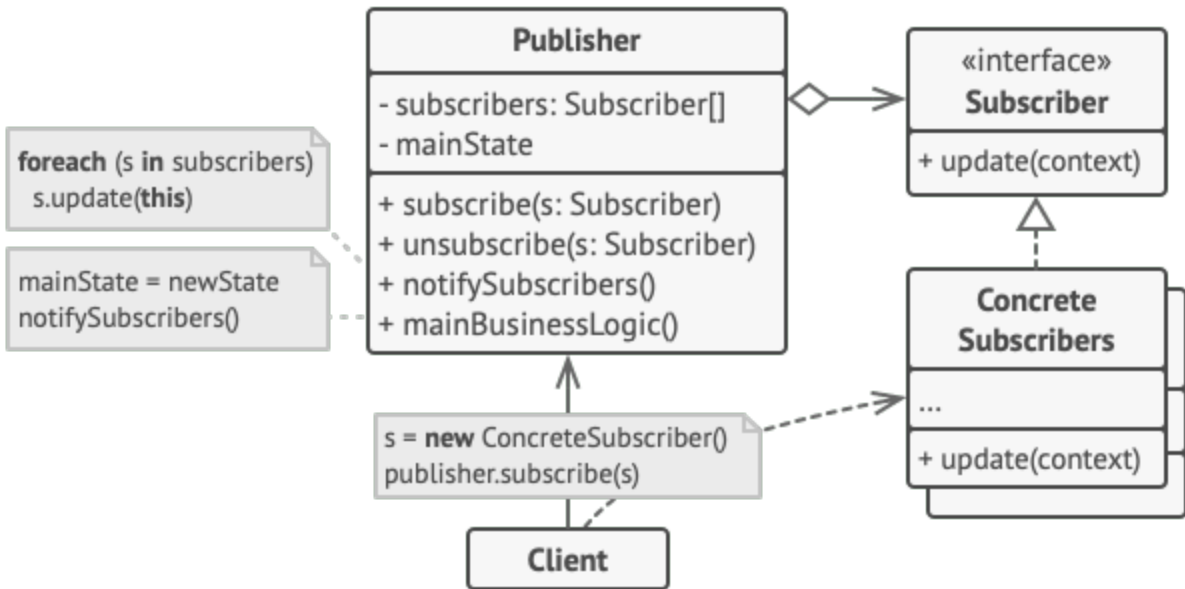 Publisher
- subscribers: Subscriber[]
- mainState
+ subscribe(s: Subscriber)
+ unsubscribe(s: Subscriber)
+ notifySubscribers()
+ mainBusinessLogic()
«interface»
Subscriber
+ update(context)
foreach (s in subscribers)
s.update(this)
mainState = newState
notifySubscribers()
Concrete
Subscribers
...
+ update(context)
s = new ConcreteSubscriber()
publisher.subscribe(s)
Client